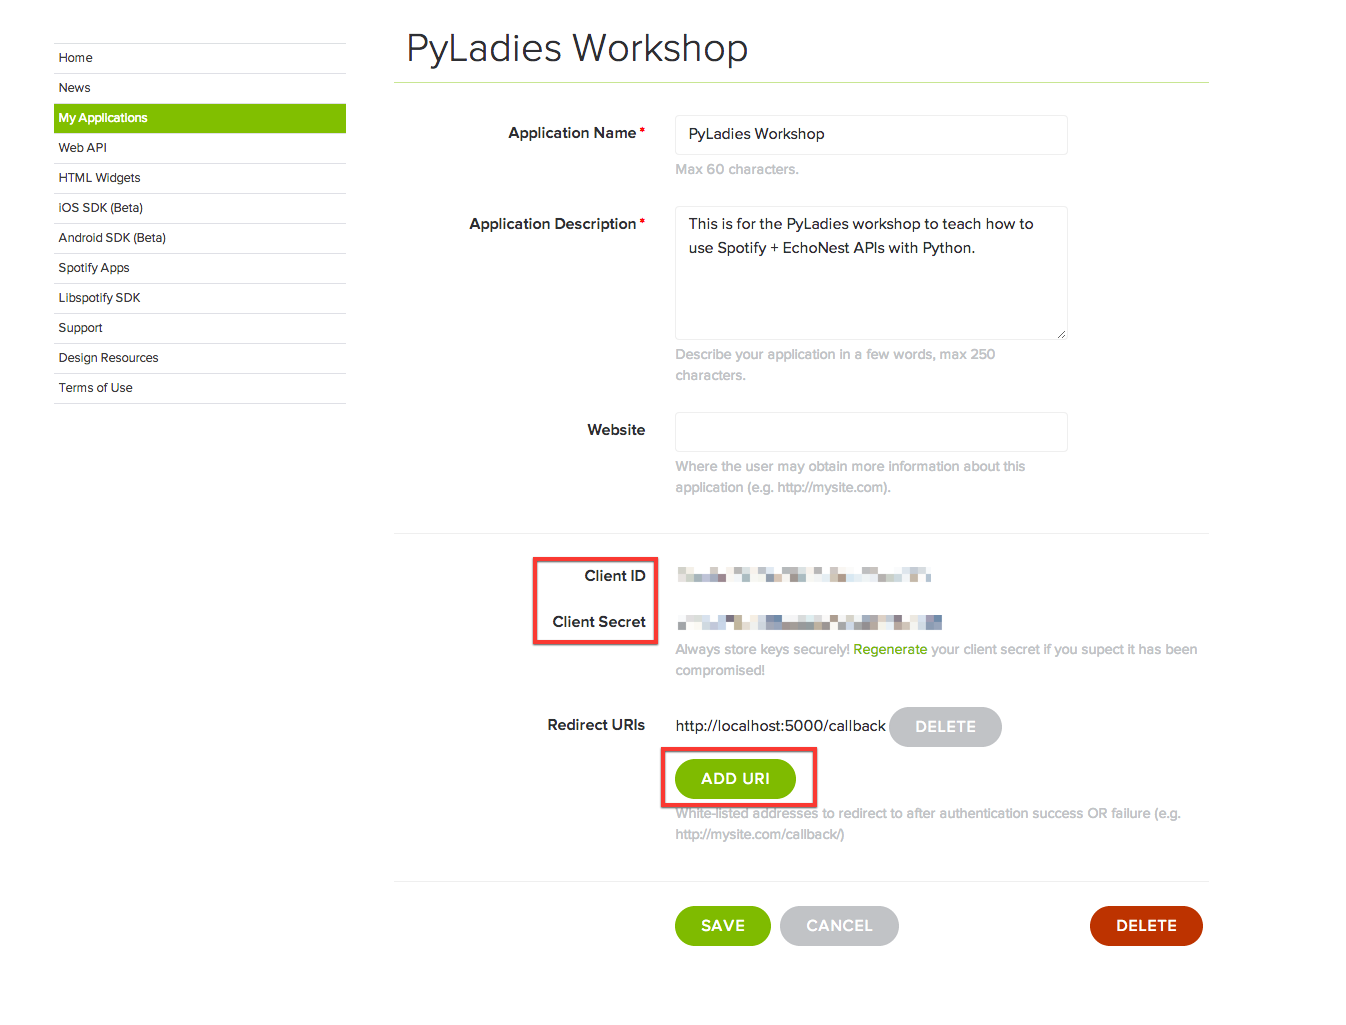 Home
News
My Applications
Web API
HTML Widgets
iOS SDK (Beta)
Android SDK (Beta)
Spotify Apps
Libspotify SDK
Support
Design Resources
Terms of Use
PyLadies Workshop
Application Name*
PyLadies Workshop
Max 60 characters.
Application Description*
This is for the PyLadies workshop to teach how to
use Spotify + EchoNest APIs with Python.
Describe your application in a few words, max 250
characters.
Website
Where the user may obtain more information about this
application (e.g. http://mysite.com).
Client ID
Client Secret
Always store keys securely! Regenerate your client secret if you supect it has been
compromised!
Redirect URIs
http://localhost:5000/callback DELETE
ADD URI
White-listed addresses to redirect to after authentication success OR failure (e.g.
http://mysite.com/callback/)
SAVE CANCEL DELETE